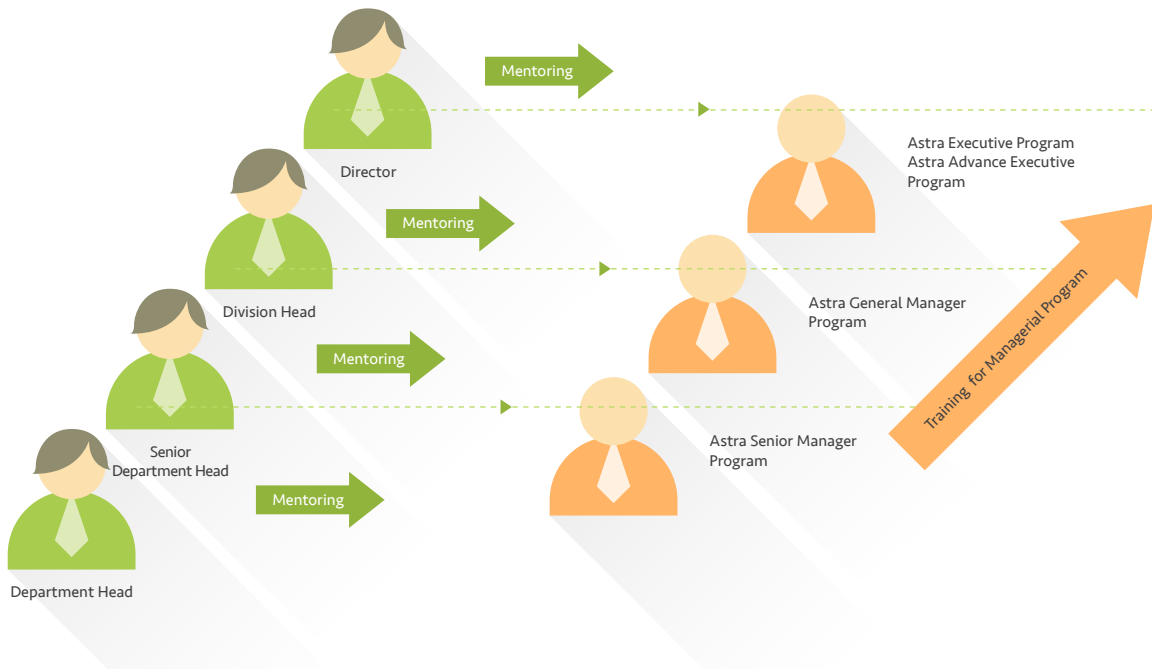 Mentoring
Astra Executive Program
Astra Advance Executive
Program
Director
Mentoring
Division Head
Astra General Manager
Program
Training for Managerial Program
Mentoring
Senior
Department Head
Astra Senior Manager
Program
Mentoring
Department Head